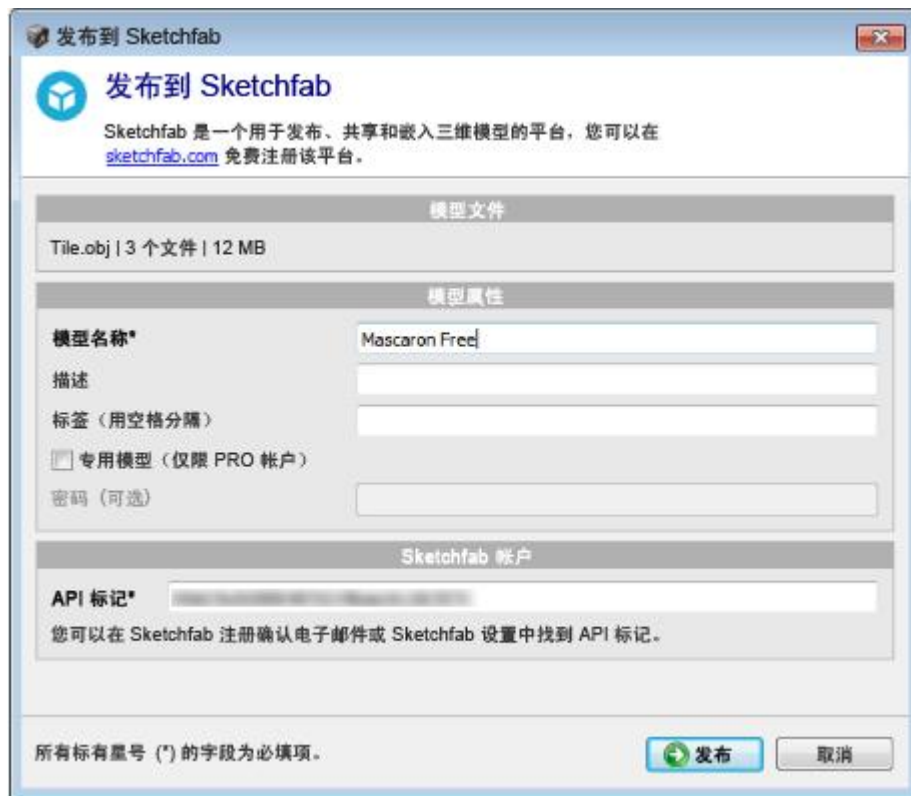 发布到 Sketchfab
发布到 Sketchfab
Sketchfab 是一个用于发布、共享和嵌入三维模型的平台，您可以在
sketchfab.com 免费注册该平台。
模型文件
Tile.obj | 3 个文件 | 12 MB
模型属性
模型名称* Mascaron Free
描述
标签（用空格分隔）
专用模型（仅限 PRO 帐户）
密码（可选）
Sketchfab 帐户
API 标记*
您可以在 Sketchfab 注册确认电子邮件或 Sketchfab 设置中找到 API 标记。
所有标有星号 (*) 的字段为必填项。 发布 取消